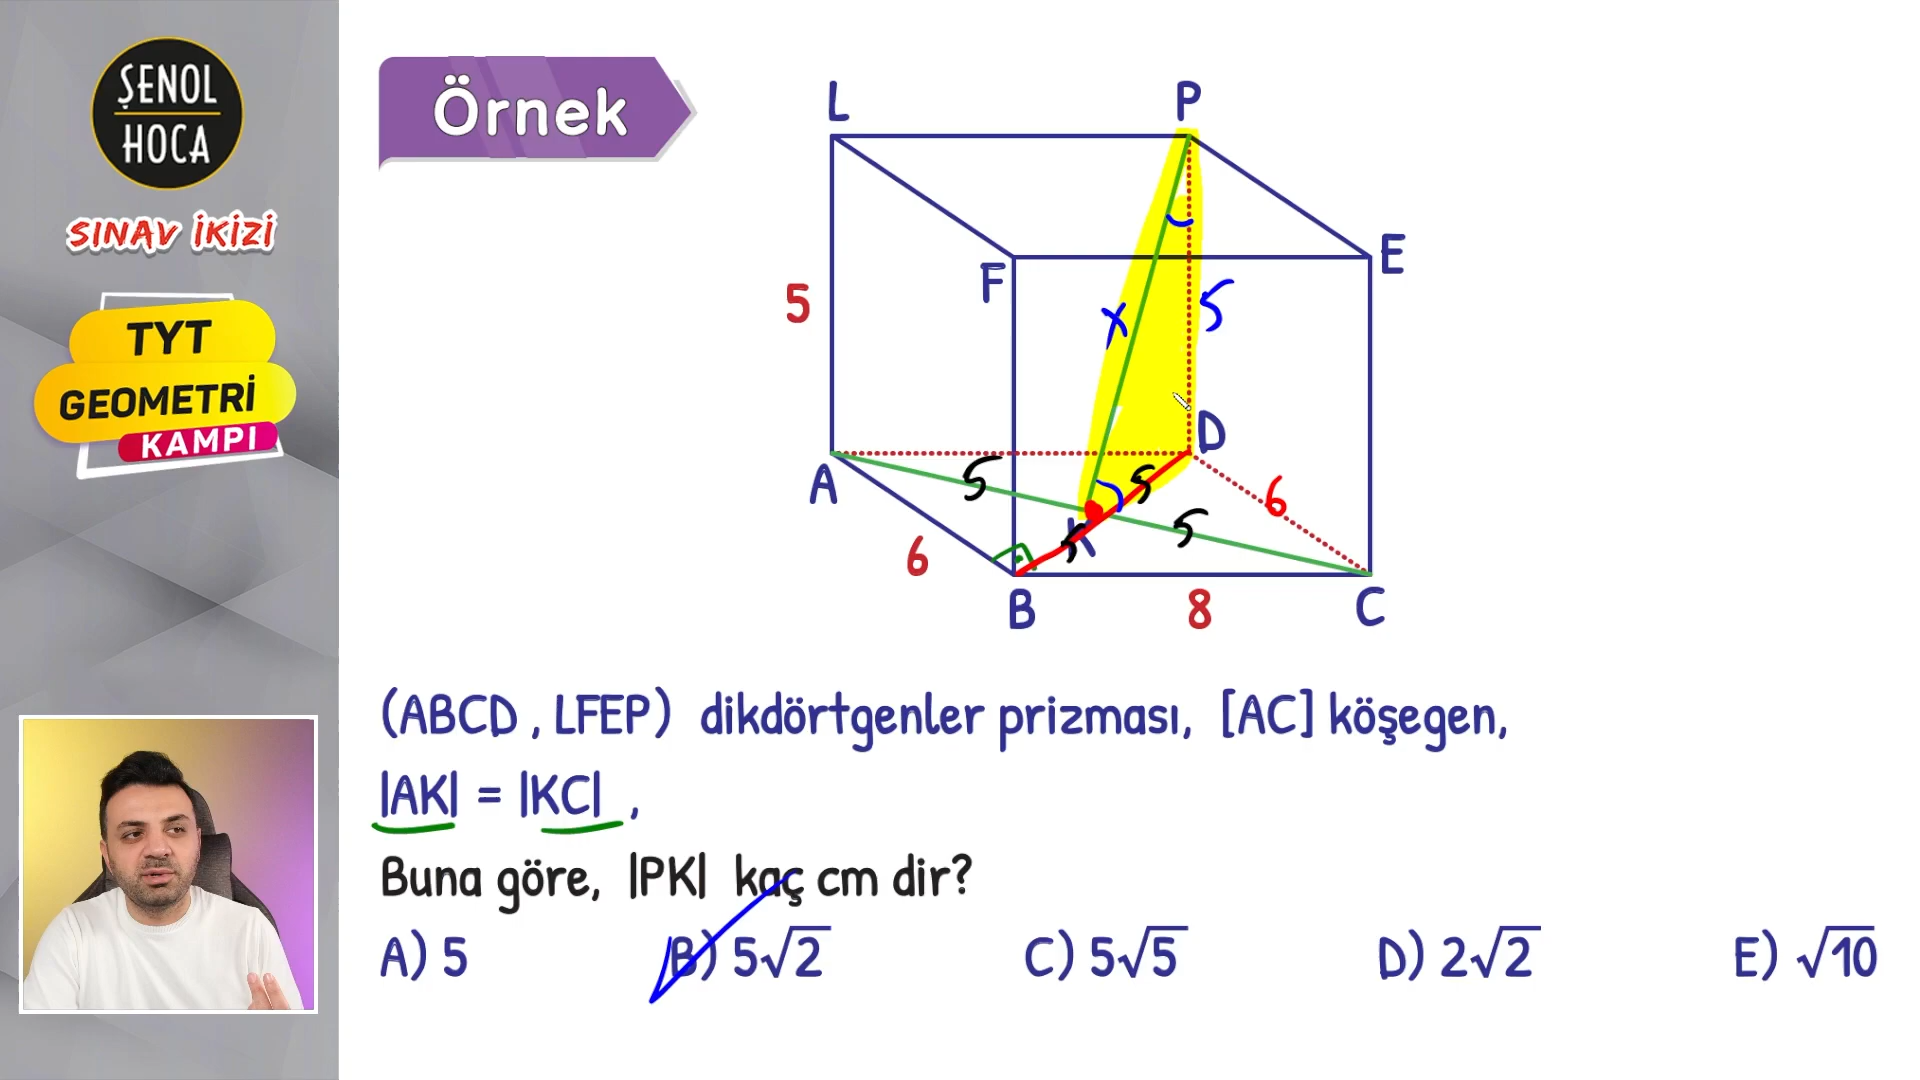 ŞENOL
HOCA
SINAV İKİZİ
TYT
GEOMETRİ
KAMPI
Örnek
L
P
F
E
5
x
5
D
A
5
5
6
K
5
5
6
B
8
C
(ABCD , LFEP) dikdörtgenler prizması, [AC] köşegen,
|AK| = |KC| ,
Buna göre, |PK| kaç cm dir?
A) 5 B) 5√2 C) 5√5 D) 2√2 E) √10